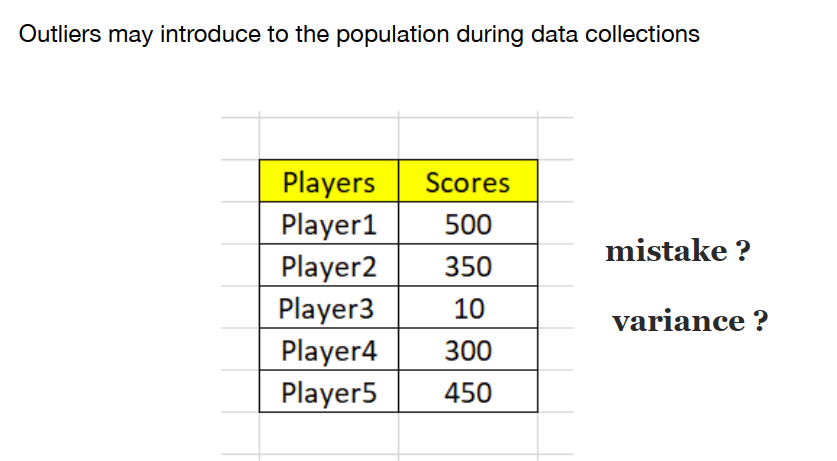 Outliers may introduce to the population during data collections
Players Scores
Player1 500
Player2 350
Player3 10
Player4 300
Player5 450
mistake ?
variance ?